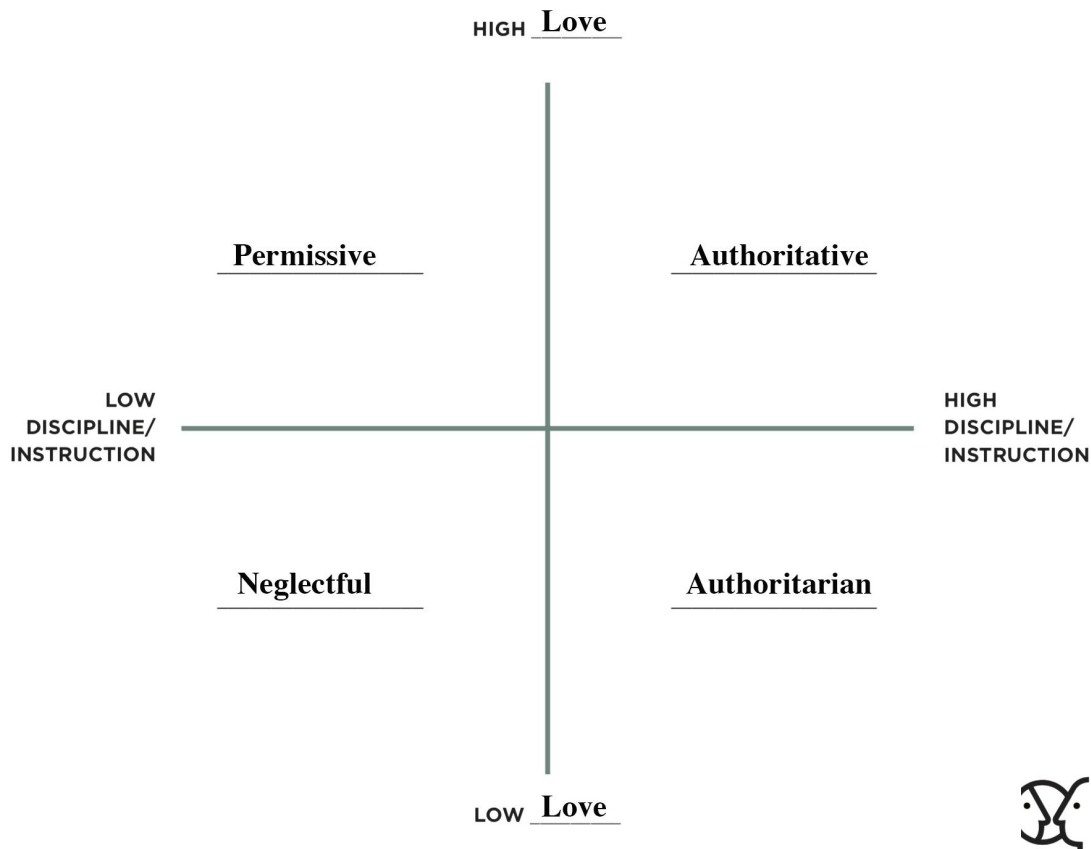 HIGH Love
Permissive Authoritative
LOW
DISCIPLINE/
INSTRUCTION
HIGH
DISCIPLINE/
INSTRUCTION
Neglectful Authoritarian
LOW Love